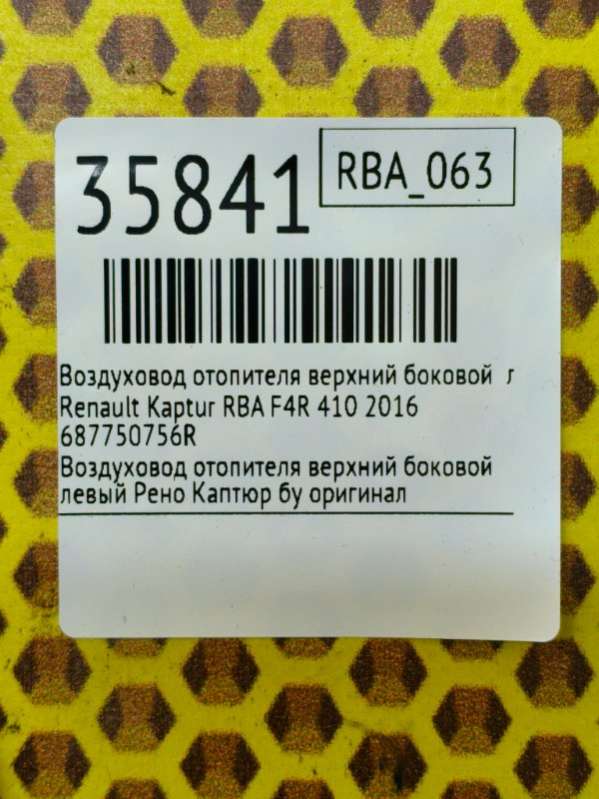 35841
RBA_063
Воздуховод отопителя верхний боковой л
Renault Kaptur RBA F4R 410 2016
687750756R
Воздуховод отопителя верхний боковой
левый Рено Каптюр бу оригинал